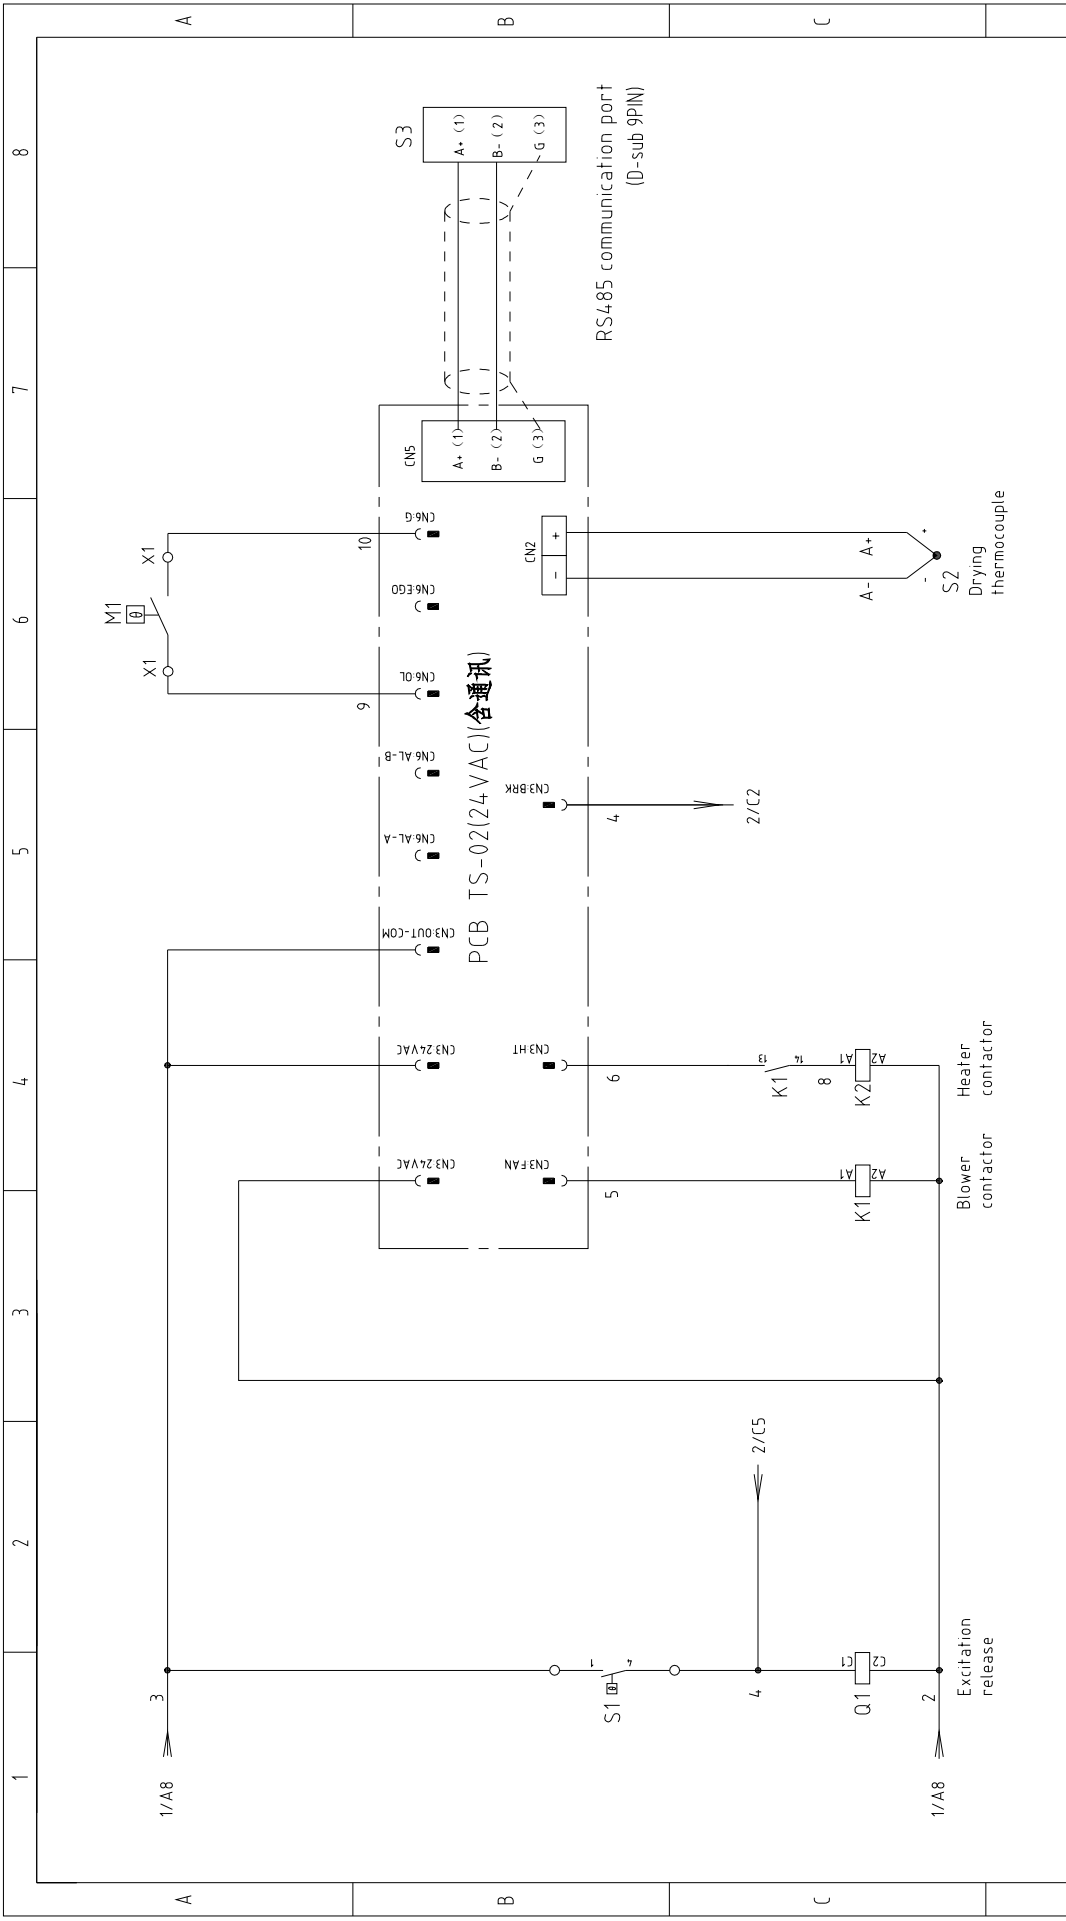 1
2
3
4
5
6
7
8
A
A
1/A8
3
M1
θ
X1
X1
9
10
CN3:24VAC
CN3:24VAC
CN3:OUT-COM
CN6:AL-A
CN6:AL-B
CN6:OL
CN6:EGO
CN6:G
CN5
A+ (1)
B- (2)
G (3)
S3
A+ (1)
B- (2)
G (3)
B
B
PCB TS-02(24VAC)(含通讯)
CN3:FAN
CN3:HT
CN3:BRK
CN2
- +
RS485 communication port
(D-sub 9PIN)
S1
θ
1
4
5
6
4
2/C5
4
2/C2
C
C
K1
13
14
8
Q1
C1
C2
K1
A1
A2
K2
A1
A2
A-
A+
-
+
1/A8
2
S2
Drying
thermocouple
Excitation
release
Blower
contactor
Heater
contactor